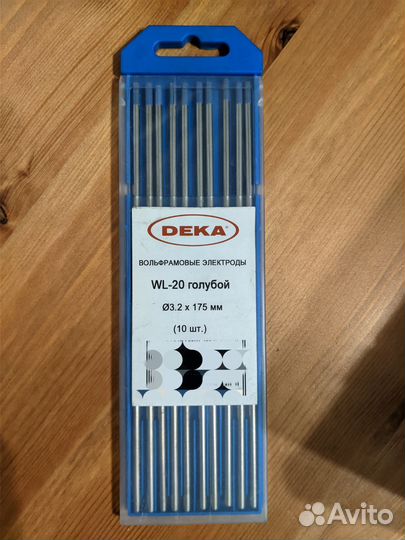 DEKA
ВОЛЬФРАМОВЫЕ ЭЛЕКТРОДЫ
WL-20 голубой
Ø3.2 х 175 мм
(10 шт.)
Avito